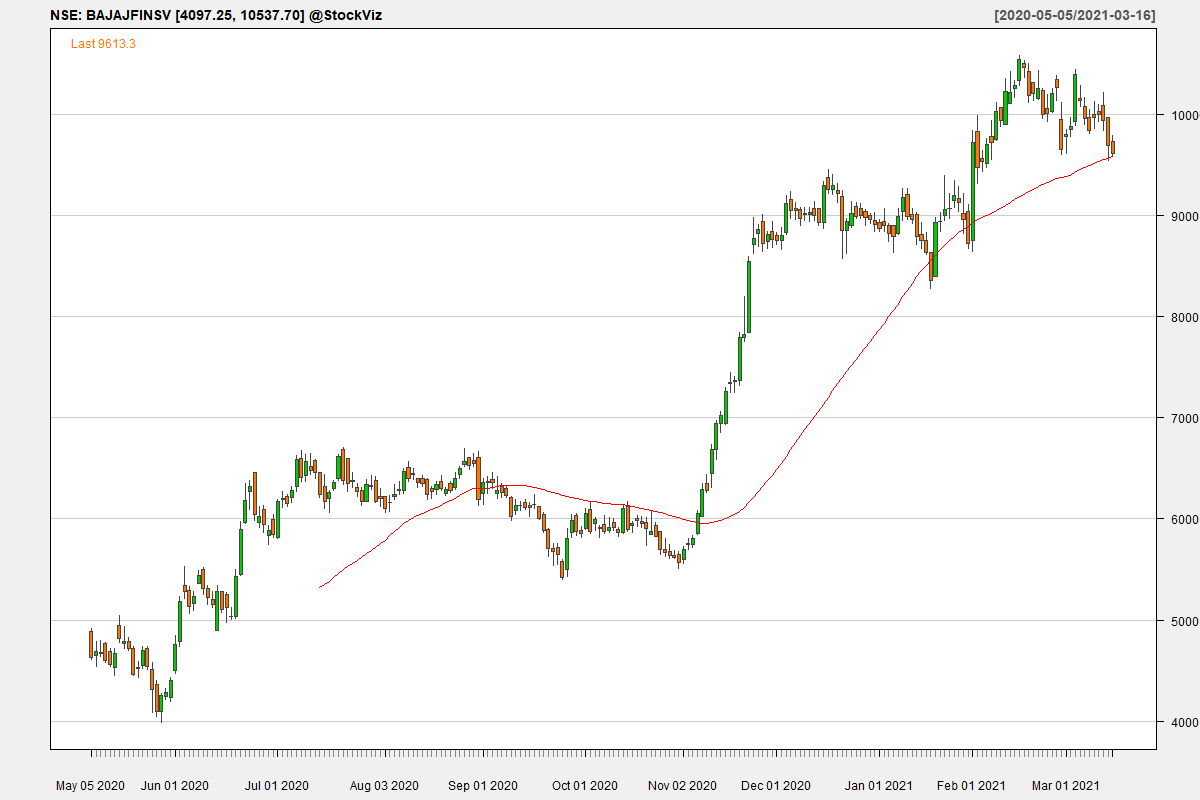 NSE: BAJAJFINSV [4097.25, 10537.70] @StockViz [2020-05-05/2021-03-16]
Last 9613.3
1000
9000
8000
7000
6000
5000
4000
May 05 2020 Jun 01 2020 Jul 01 2020 Aug 03 2020 Sep 01 2020 Oct 01 2020 Nov 02 2020 Dec 01 2020 Jan 01 2021 Feb 01 2021 Mar 01 2021